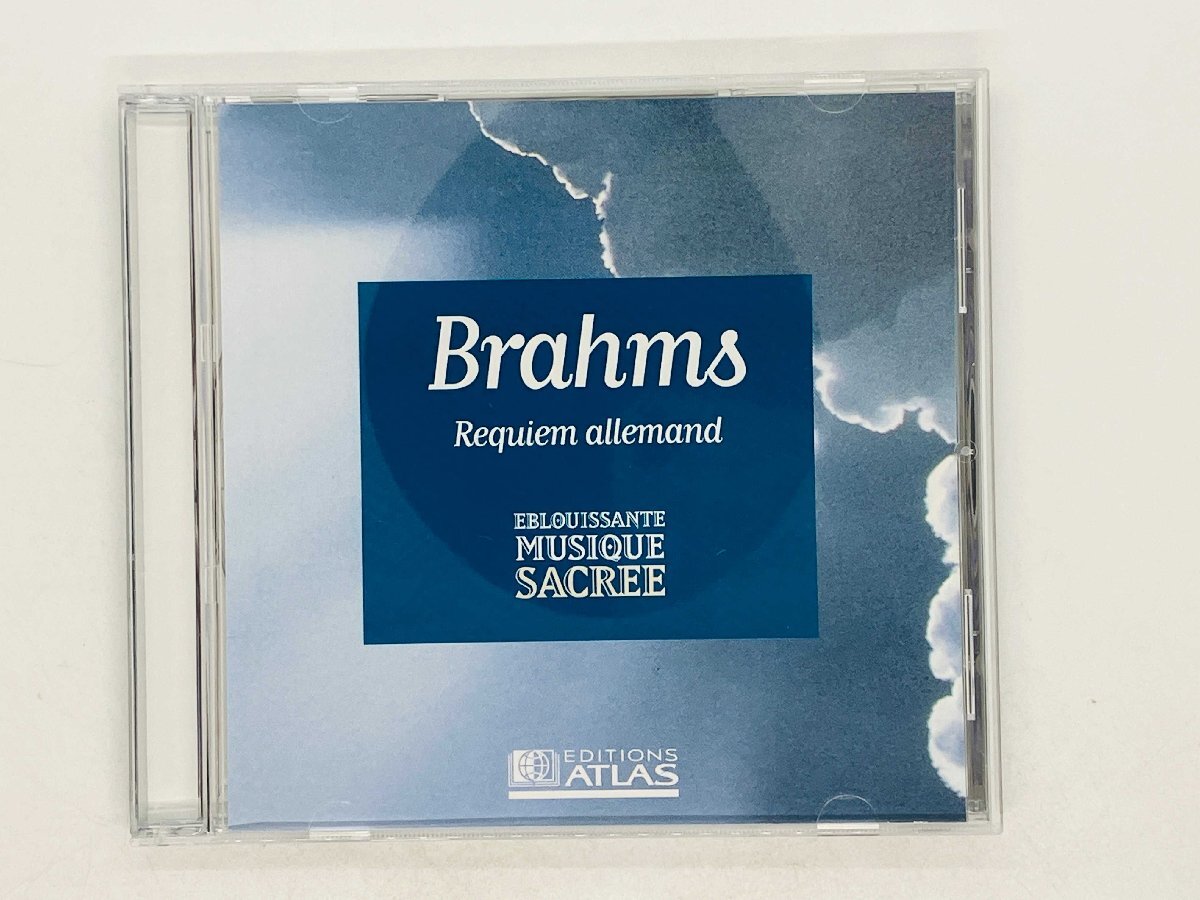 Brahms
Requiem allemand
EBLOUISSANTE
MUSIQUE
SACREE
EDITIONS
ATLAS